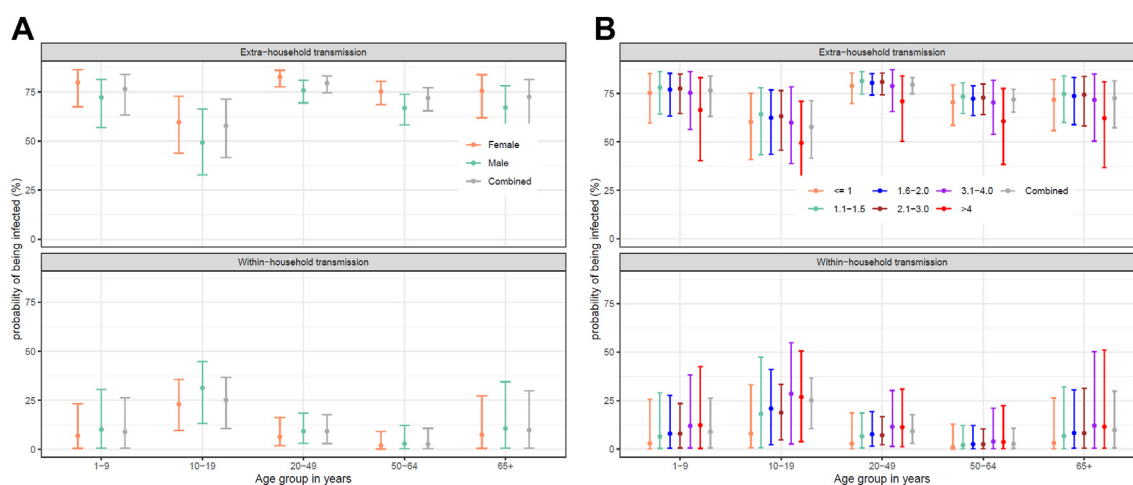 A
Extra−household transmission
75
50
25
0
Female
Male
Combined
Within−household transmission
75
50
25
0
probability of being infected (%)
1−9
10−19
20−49
50−64
65+
Age group in years
B
Extra−household transmission
75
50
25
0
<= 1
1.6−2.0
3.1−4.0
Combined
1.1−1.5
2.1−3.0
>4
Within−household transmission
75
50
25
0
probability of being infected (%)
1−9
10−19
20−49
50−64
65+
Age group in years